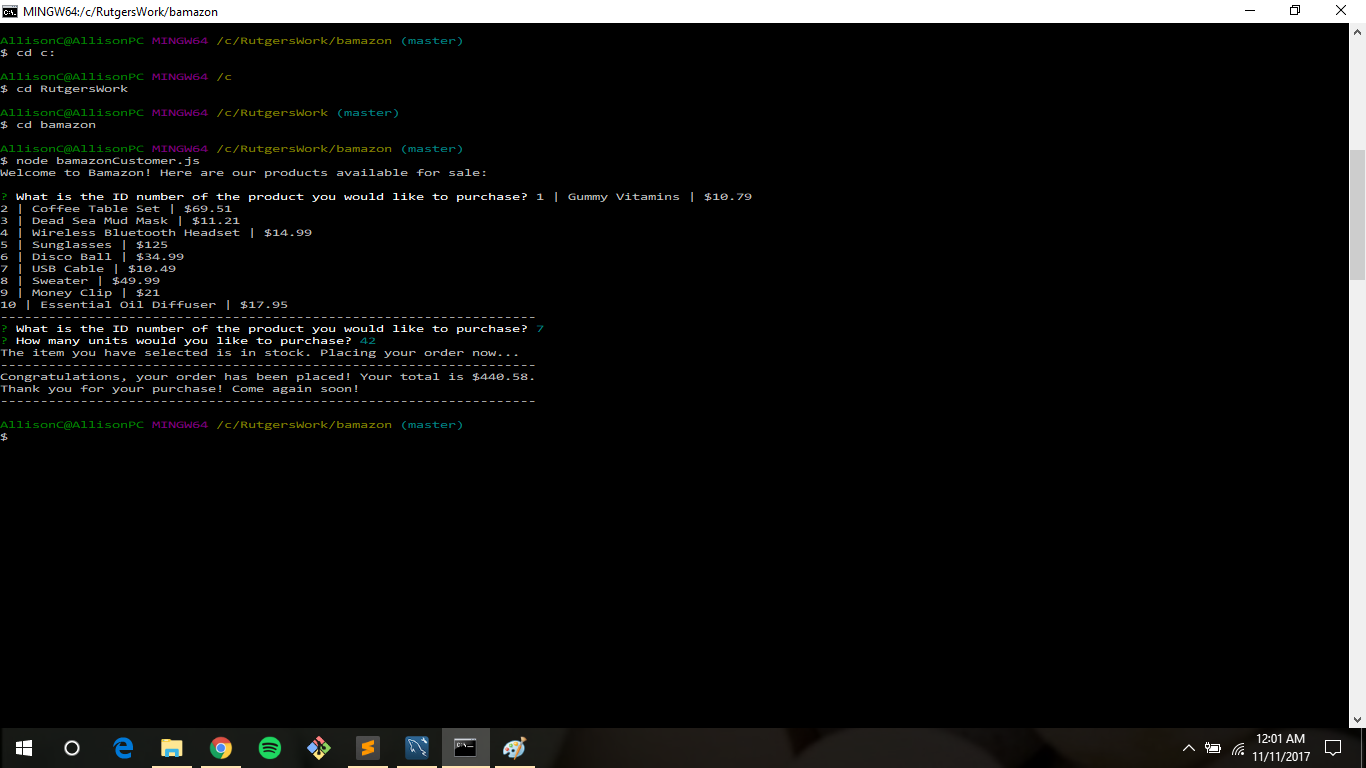 MINGW64:/c/RutgersWork/bamazon
AllisonC@AllisonPC MINGW64 /c/RutgersWork/bamazon (master)
$ cd c:
AllisonC@AllisonPC MINGW64 /c
$ cd RutgersWork
AllisonC@AllisonPC MINGW64 /c/RutgersWork (master)
$ cd bamazon
AllisonC@AllisonPC MINGW64 /c/RutgersWork/bamazon (master)
$ node bamazonCustomer.js
Welcome to Bamazon! Here are our products available for sale:
? What is the ID number of the product you would like to purchase? 1 | Gummy Vitamins | $10.79
2 | Coffee Table Set | $69.51
3 | Dead Sea Mud Mask | $11.21
4 | Wireless Bluetooth Headset | $14.99
5 | Sunglasses | $125
6 | Disco Ball | $34.99
7 | USB Cable | $10.49
8 | Sweater | $49.99
9 | Money Clip | $21
10 | Essential Oil Diffuser | $17.95
-------------------------------------------------------------------
? What is the ID number of the product you would like to purchase? 7
? How many units would you like to purchase? 42
The item you have selected is in stock. Placing your order now...
-------------------------------------------------------------------
Congratulations, your order has been placed! Your total is $440.58.
Thank you for your purchase! Come again soon!
-------------------------------------------------------------------
AllisonC@AllisonPC MINGW64 /c/RutgersWork/bamazon (master)
$
12:01 AM
11/11/2017